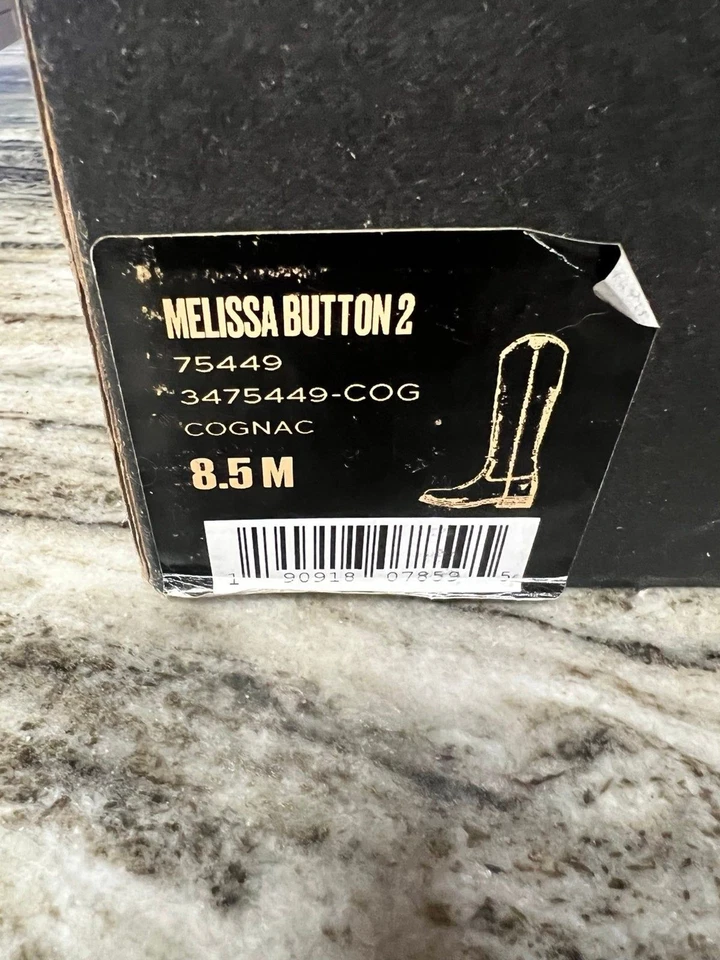 MELISSA BUTTON 2
75449
3475449-COG
COGNAC
8.5 M
1 90918 07859 5